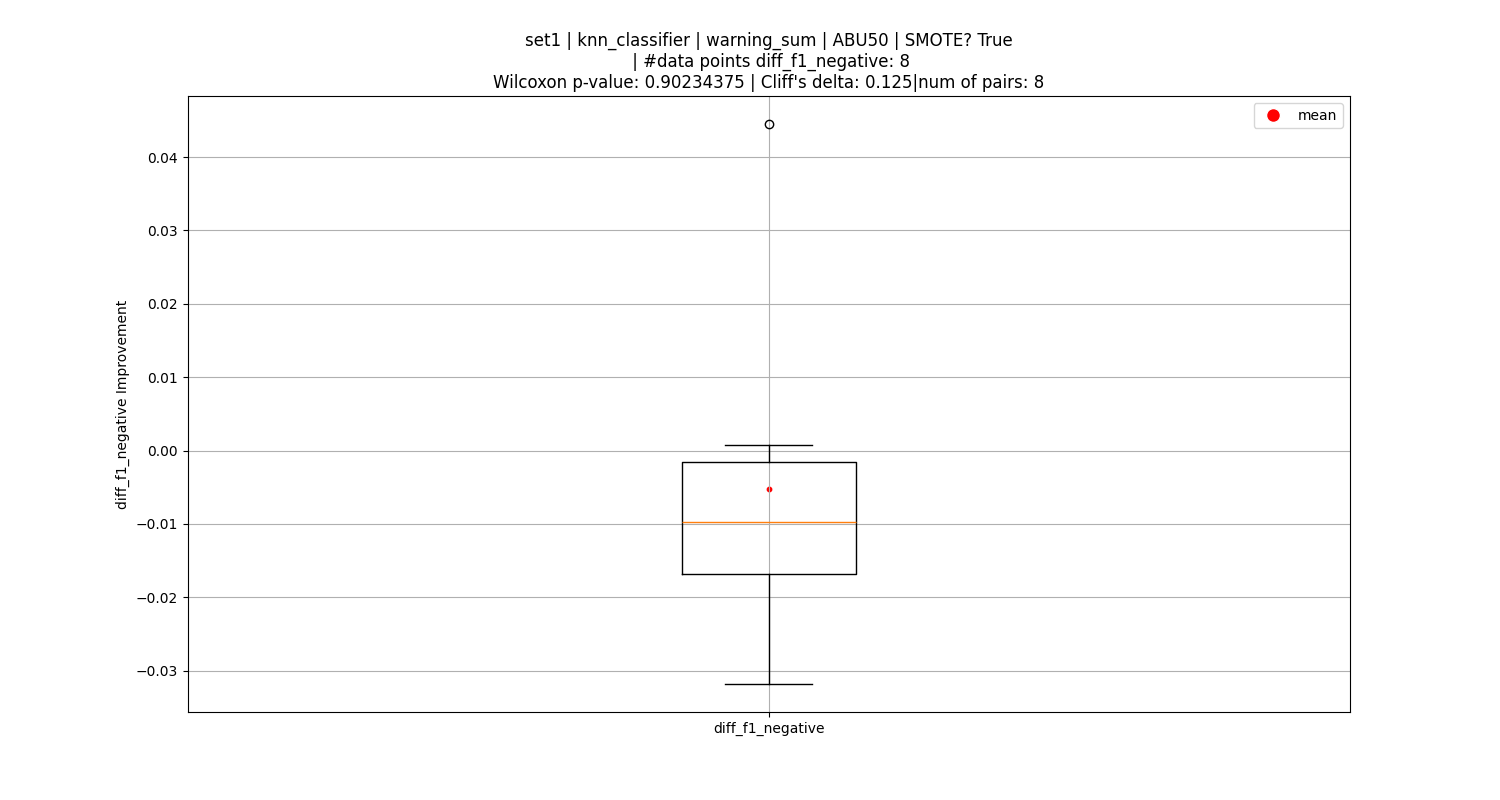 set1 | knn_classifier | warning_sum | ABU50 | SMOTE? True
| #data points diff_f1_negative: 8
Wilcoxon p-value: 0.90234375 | Cliff's delta: 0.125|num of pairs: 8
mean
0.04
0.03
0.02
0.01
0.00
−0.01
−0.02
−0.03
diff_f1_negative Improvement
diff_f1_negative